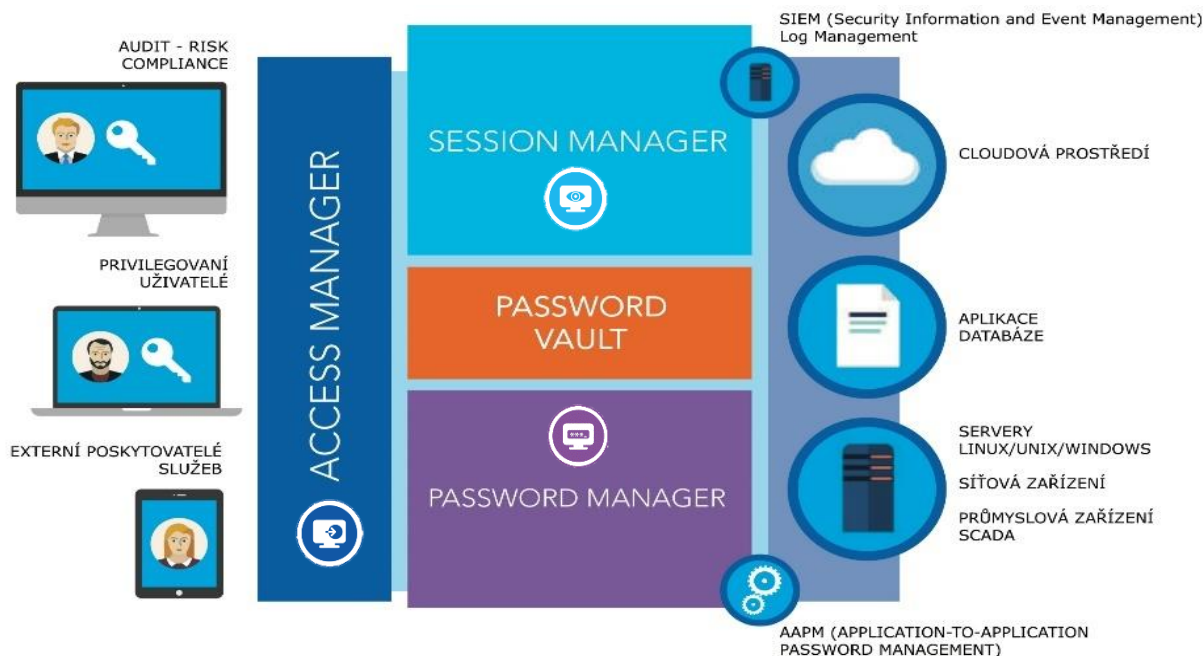 AUDIT - RISK
COMPLIANCE
PRIVILEGOVANÍ
UŽIVATELÉ
EXTERNÍ POSKYTOVATELÉ
SLUŽEB
ACCESS MANAGER
SESSION MANAGER
PASSWORD
VAULT
PASSWORD MANAGER
SIEM (Security Information and Event Management)
Log Management
CLOUDOVÁ PROSTŘEDÍ
APLIKACE
DATABÁZE
SERVERY
LINUX/UNIX/WINDOWS
SÍŤOVÁ ZAŘÍZENÍ
PRŮMYSLOVÁ ZAŘÍZENÍ
SCADA
AAPM (APPLICATION-TO-APPLICATION
PASSWORD MANAGEMENT)